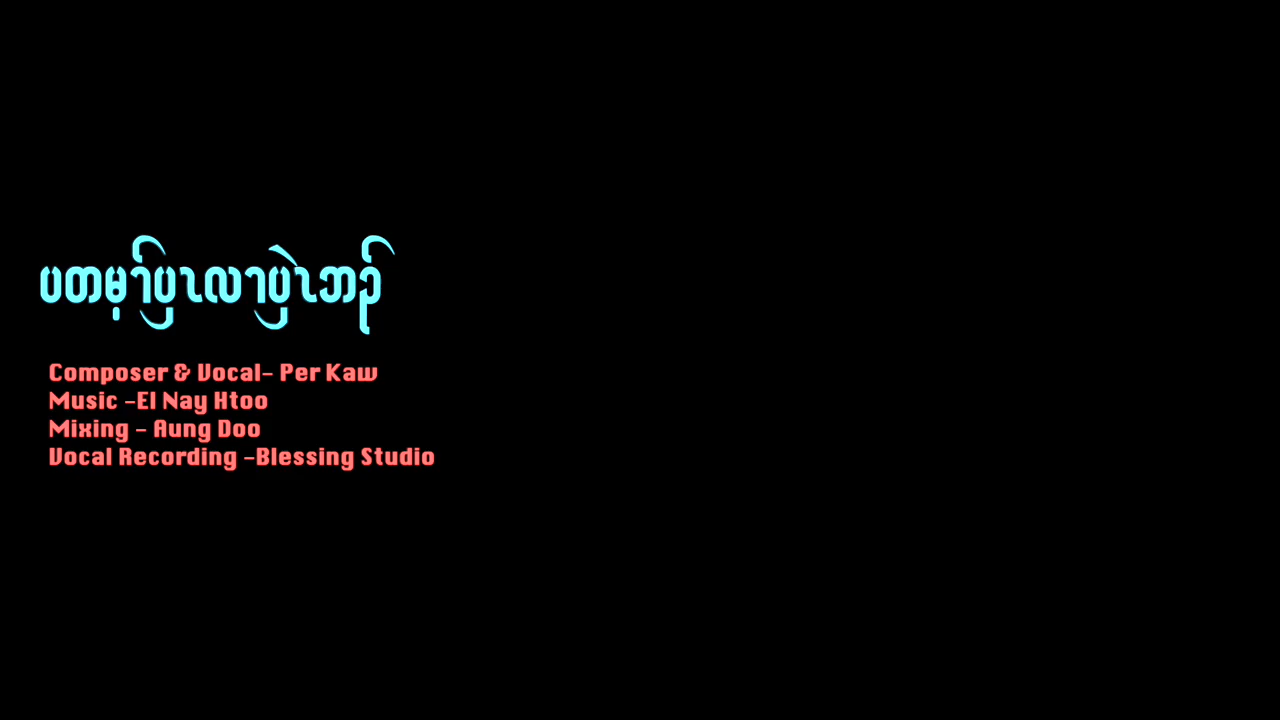 ပတမ့ၢ်ပှၤလၢပှဲၤဘၣ်
Composer & Vocal- Per Kaw
Music -El Nay Htoo
Mixing - Aung Doo
Vocal Recording -Blessing Studio